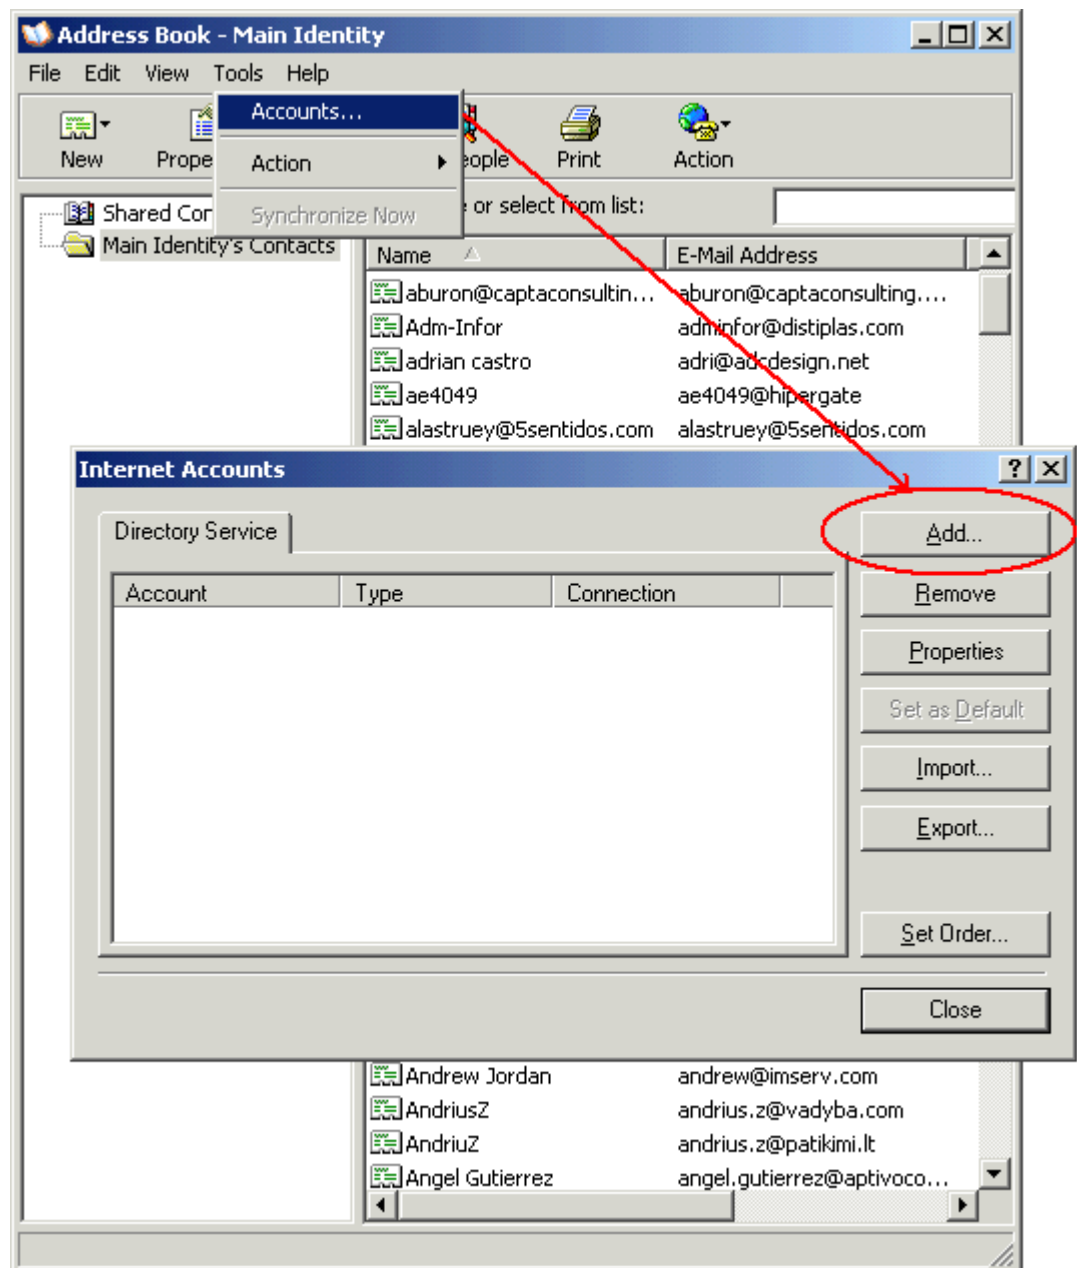 Address Book - Main Identity
File Edit View Tools Help
Accounts...
Action
Synchronize Now
New Print Action
or select from list:
Main Identity's Contacts
Name E-Mail Address
aburon@captaconsultin... aburon@captaconsulting....
Adm-Infor adminfor@distiplas.com
adrian castro adri@adcdesign.net
ae4049 ae4049@hipergate
alastruey@5sentidos.com alastruey@5sentidos.com
Internet Accounts
Directory Service
Account Type Connection
Add...
Remove
Properties
Set as Default
Import...
Export...
Set Order...
Close
Andrew Jordan andrew@imserv.com
AndriusZ andrius.z@vadyba.com
AndriuZ andrius.z@patikimi.lt
Angel Gutierrez angel.gutierrez@aptivoco...